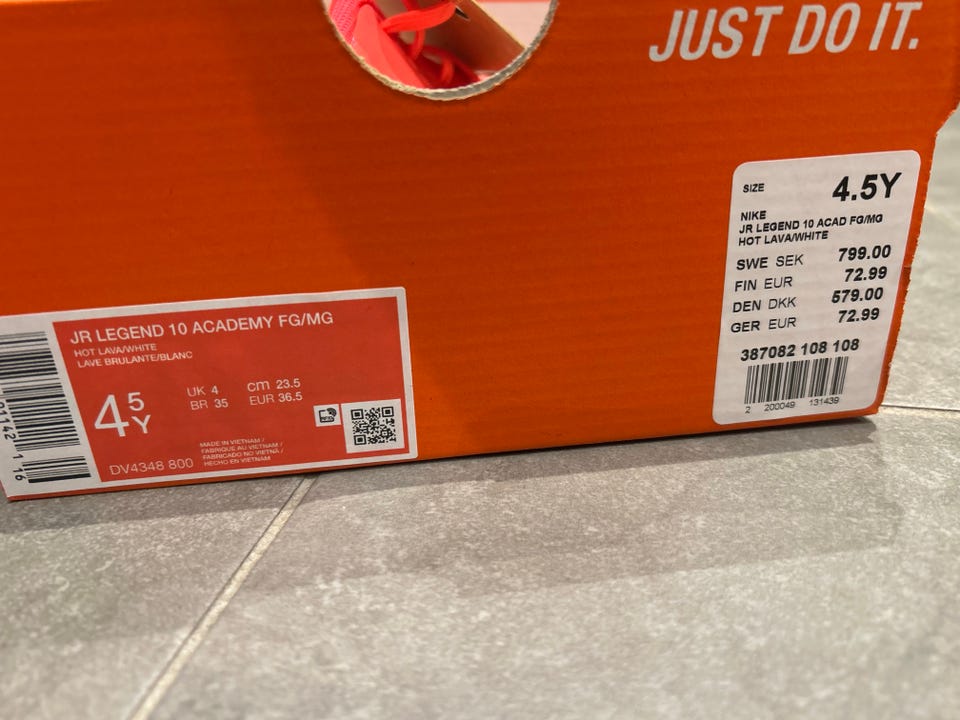 JUST DO IT.
SIZE 4.5Y
NIKE
JR LEGEND 10 ACAD FG/MG
HOT LAVA/WHITE
SWE SEK 799.00
FIN EUR 72.99
DEN DKK 579.00
GER EUR 72.99
387082 108 108
2 200049 131439
JR LEGEND 10 ACADEMY FG/MG
HOT LAVA/WHITE
LAVE BRULANTE/BLANC
4 5 Y
UK 4 cm 23.5
BR 35 EUR 36.5
MADE IN VIETNAM /
FABRIQUE AU VIETNAM /
FABRICADO NO VIETNÃ /
HECHO EN VIETNAM
DV4348 800